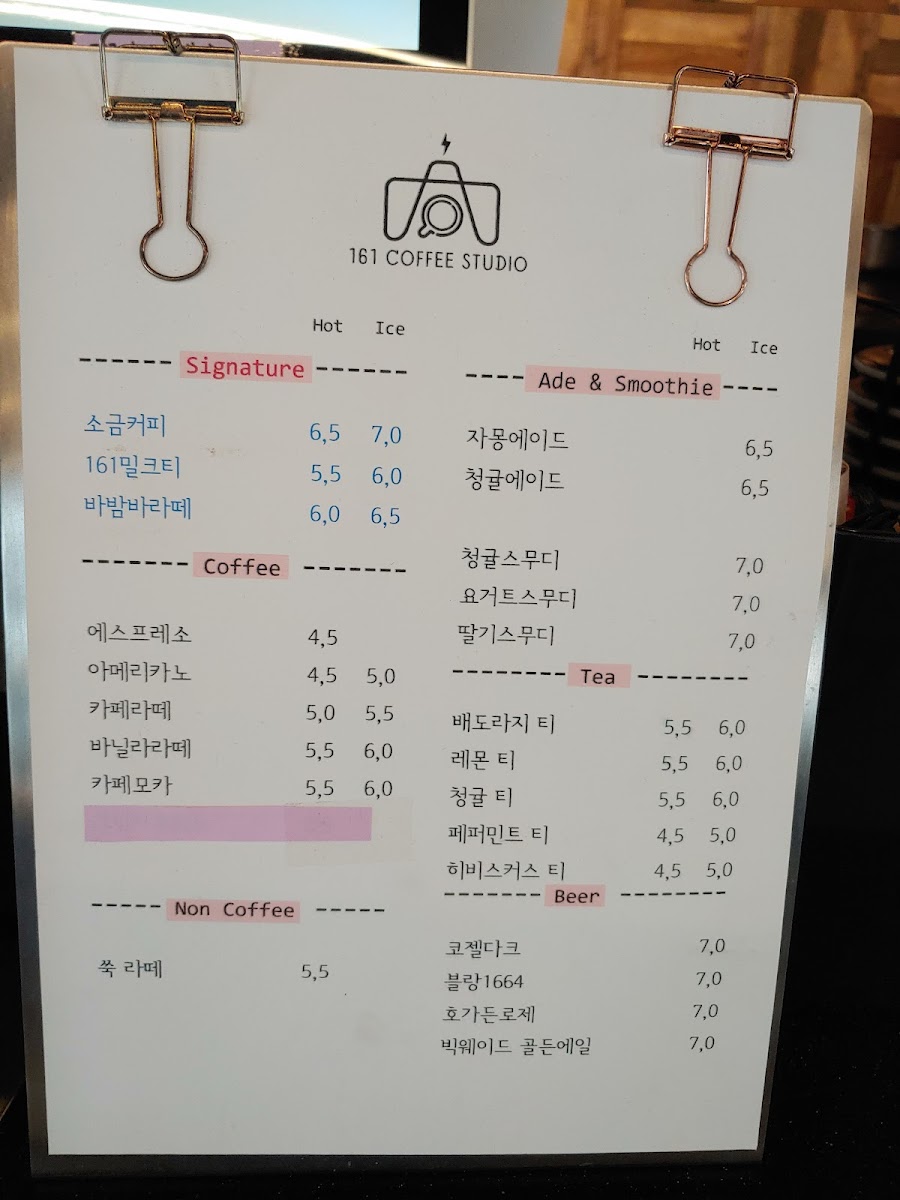 161 COFFEE STUDIO
Hot Ice
------ Signature ------
소금커피 6,5 7,0
161밀크티 5,5 6,0
바밤바라떼 6,0 6,5
------- Coffee -------
에스프레소 4,5
아메리카노 4,5 5,0
카페라떼 5,0 5,5
바닐라라떼 5,5 6,0
카페모카 5,5 6,0
----- Non Coffee -----
쑥 라떼 5,5
Hot Ice
---- Ade & Smoothie ----
자몽에이드 6,5
청귤에이드 6,5
청귤스무디 7,0
요거트스무디 7,0
딸기스무디 7,0
-------- Tea --------
배도라지 티 5,5 6,0
레몬 티 5,5 6,0
청귤 티 5,5 6,0
페퍼민트 티 4,5 5,0
히비스커스 티 4,5 5,0
-------- Beer --------
코젤다크 7,0
블랑1664 7,0
호가든로제 7,0
빅웨이드 골든에일 7,0